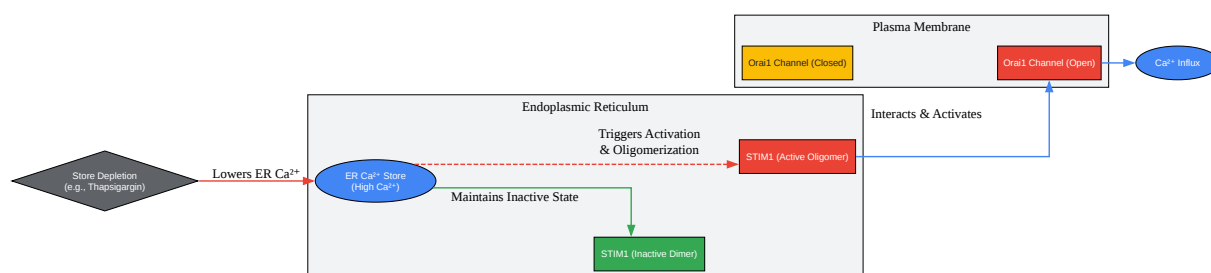 Plasma Membrane
Orai1 Channel (Closed)
Orai1 Channel (Open)
Ca²⁺ Influx
Endoplasmic Reticulum
Interacts & Activates
Triggers Activation
& Oligomerization
STIM1 (Active Oligomer)
Store Depletion
(e.g., Thapsigargin)
Lowers ER Ca²⁺
ER Ca²⁺ Store
(High Ca²⁺)
Maintains Inactive State
STIM1 (Inactive Dimer)